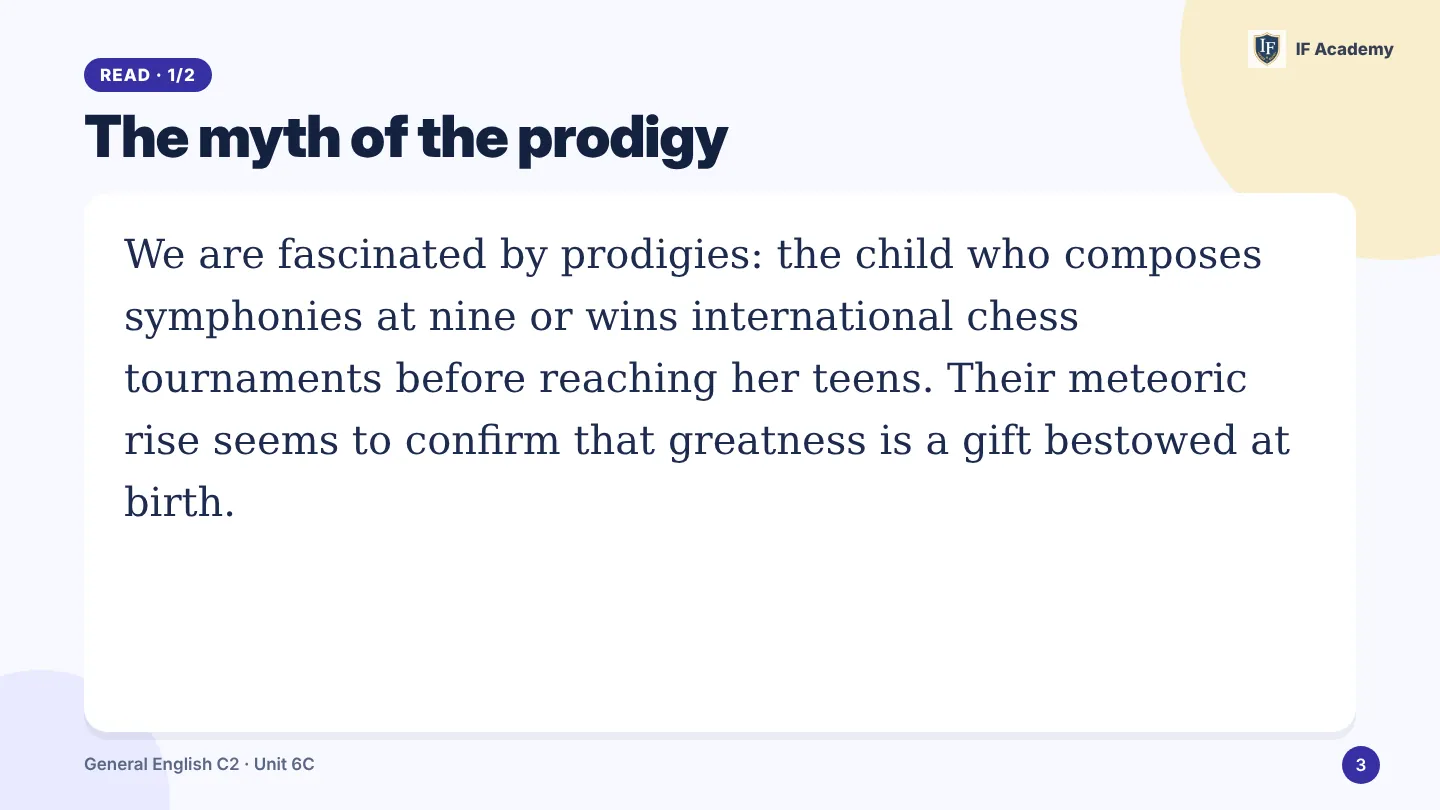 IF Academy
READ · 1/2
The myth of the prodigy
We are fascinated by prodigies: the child who composes
symphonies at nine or wins international chess
tournaments before reaching her teens. Their meteoric
rise seems to confirm that greatness is a gift bestowed at
birth.
General English C2 · Unit 6C
3